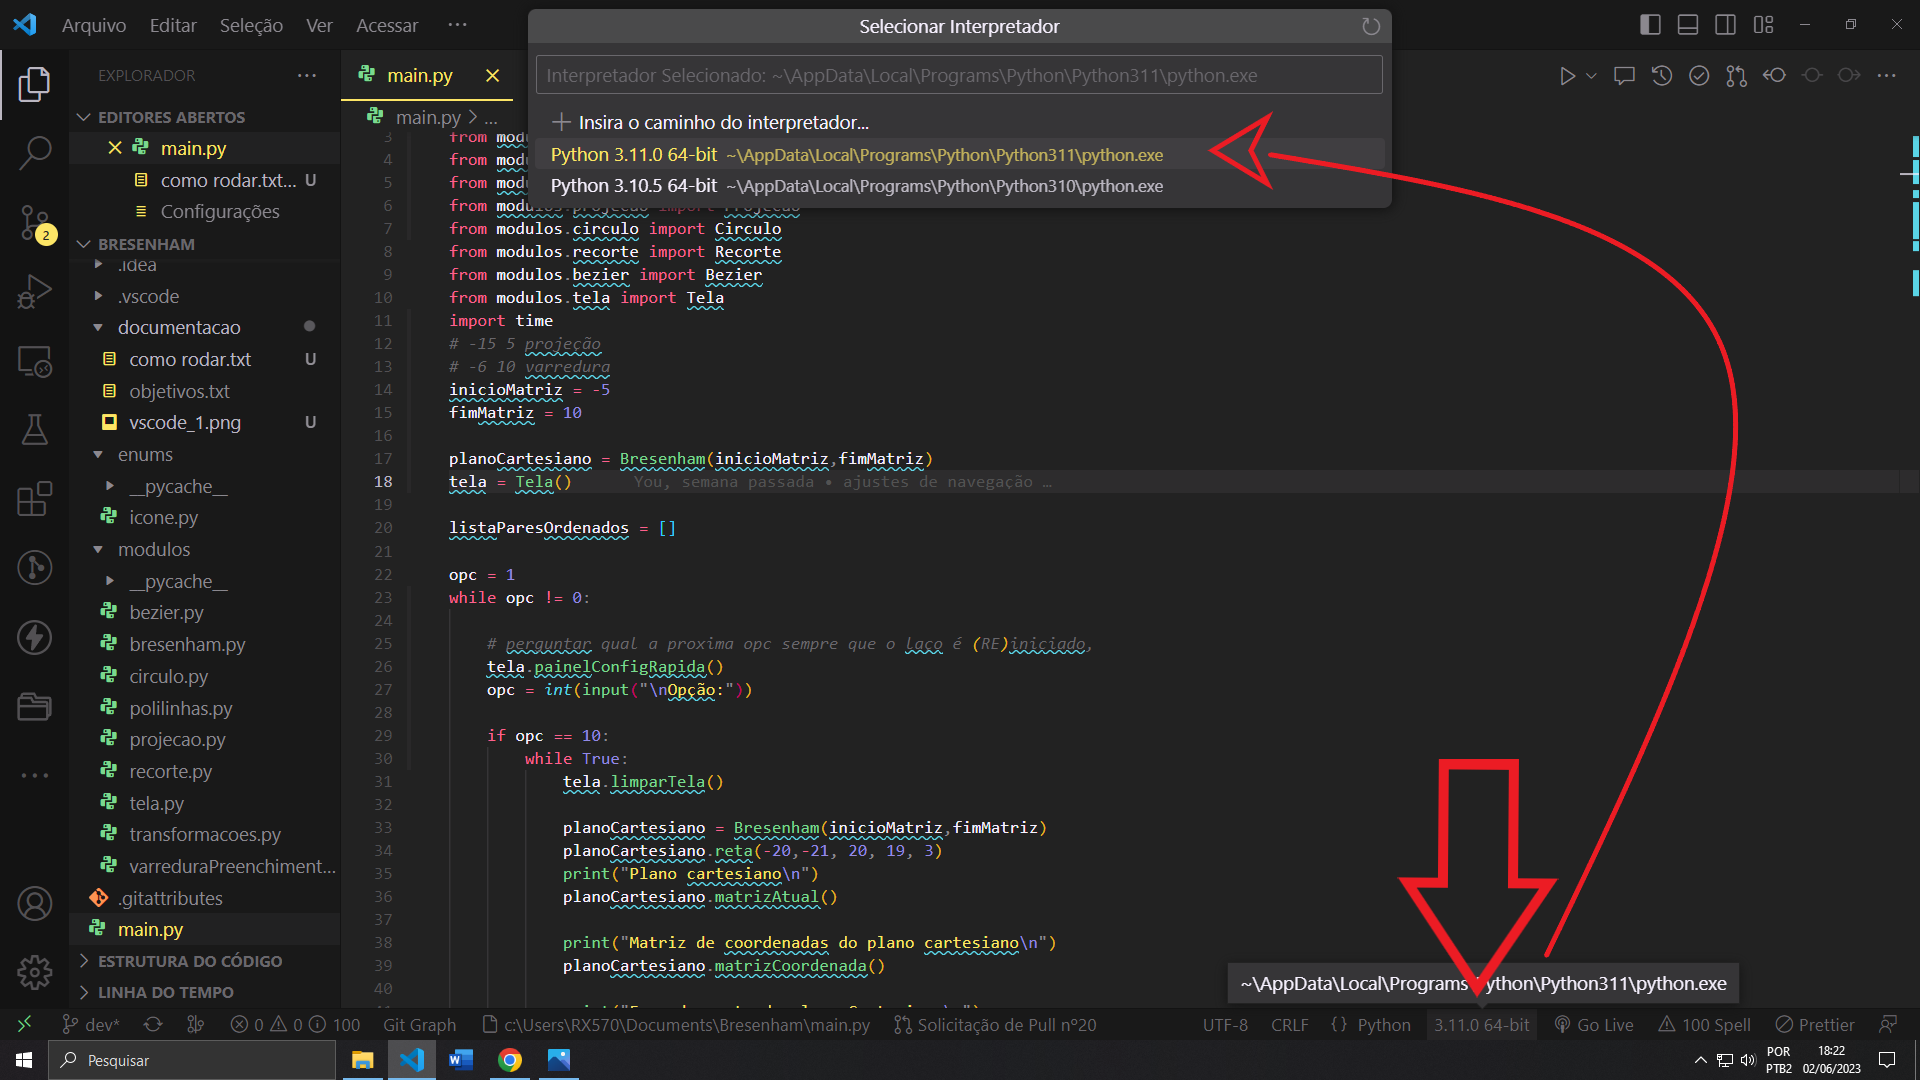 Arquivo Editar Seleção Ver Acessar ···
Selecionar Interpretador
Interpretador Selecionado: ~\AppData\Local\Programs\Python\Python311\python.exe
Insira o caminho do interpretador...
Python 3.11.0 64-bit ~\AppData\Local\Programs\Python\Python311\python.exe
Python 3.10.5 64-bit ~\AppData\Local\Programs\Python\Python310\python.exe
EXPLORADOR ···
EDITORES ABERTOS
main.py
como rodar.txt... U
Configurações
BRESENHAM
.idea
.vscode
documentacao
como rodar.txt U
objetivos.txt
vscode_1.png U
enums
__pycache__
icone.py
modulos
__pycache__
bezier.py
bresenham.py
circulo.py
polilinhas.py
projecao.py
recorte.py
tela.py
transformacoes.py
varreduraPreenchiment...
.gitattributes
main.py
ESTRUTURA DO CÓDIGO
LINHA DO TEMPO
2
main.py
main.py > ...
3 from
4 from
5 from
6 from modulos.projecao import Projecao
7 from modulos.circulo import Circulo
8 from modulos.recorte import Recorte
9 from modulos.bezier import Bezier
10 from modulos.tela import Tela
11 import time
12 # -15 5 projeção
13 # -6 10 varredura
14 inicioMatriz = -5
15 fimMatriz = 10
16
17 planoCartesiano = Bresenham(inicioMatriz,fimMatriz)
18 tela = Tela() You, semana passada • ajustes de navegação …
19
20 listaParesOrdenados = []
21
22 opc = 1
23 while opc != 0:
24
25 # perguntar qual a proxima opc sempre que o laço é (RE)iniciado,
26 tela.painelConfigRapida()
27 opc = int(input("\nOpção:"))
28
29 if opc == 10:
30 while True:
31 tela.limparTela()
32
33 planoCartesiano = Bresenham(inicioMatriz,fimMatriz)
34 planoCartesiano.reta(-20,-21, 20, 19, 3)
35 print("Plano cartesiano\n")
36 planoCartesiano.matrizAtual()
37
38 print("Matriz de coordenadas do plano cartesiano\n")
39 planoCartesiano.matrizCoordenada()
40
~\AppData\Local\Programs\Python\Python311\python.exe
dev* 0 0 100 Git Graph c:\Users\RX570\Documents\Bresenham\main.py Solicitação de Pull nº20 UTF-8 CRLF {} Python 3.11.0 64-bit Go Live 100 Spell Prettier
Pesquisar
POR
PTB2
18:22
02/06/2023